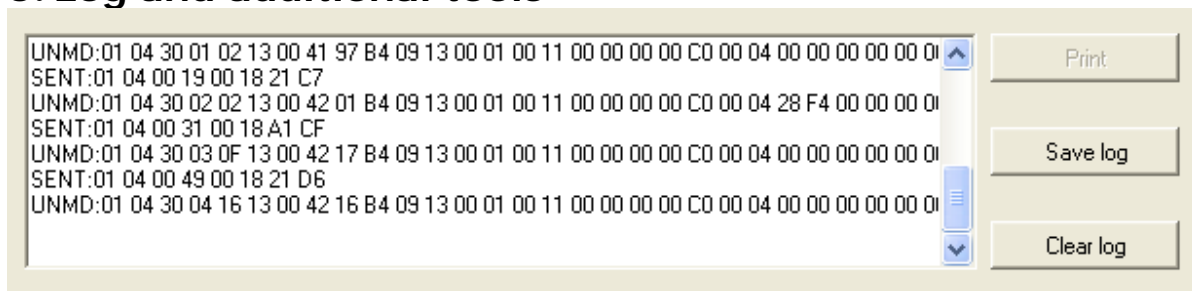 UNMD:01 04 30 01 02 13 00 41 97 B4 09 13 00 01 00 11 00 00 00 00 C0 00 04 00 00 00 00 00
SENT:01 04 00 19 00 18 21 C7
UNMD:01 04 30 02 02 13 00 42 01 B4 09 13 00 01 00 11 00 00 00 00 C0 00 04 28 F4 00 00 00
SENT:01 04 00 31 00 18 A1 CF
UNMD:01 04 30 03 0F 13 00 42 17 B4 09 13 00 01 00 11 00 00 00 00 C0 00 04 00 00 00 00 00
SENT:01 04 00 49 00 18 21 D6
UNMD:01 04 30 04 16 13 00 42 16 B4 09 13 00 01 00 11 00 00 00 00 C0 00 04 00 00 00 00 00
Print
Save log
Clear log